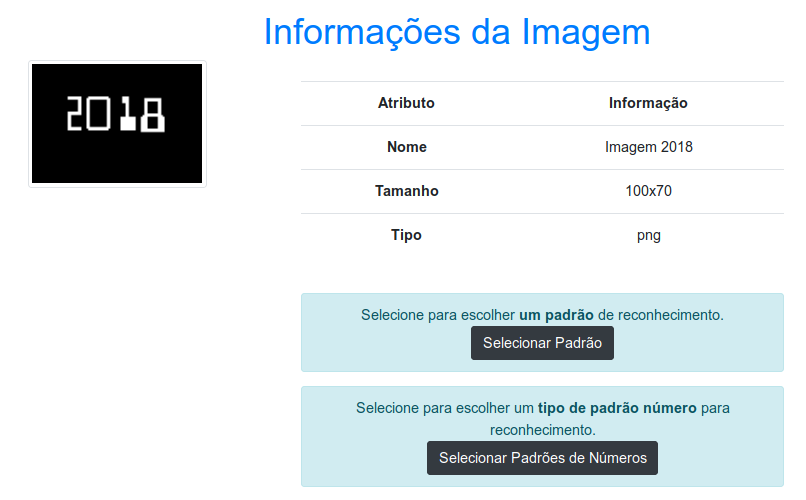 Informações da Imagem
2018
Atributo Informação
Nome Imagem 2018
Tamanho 100x70
Tipo png
Selecione para escolher um padrão de reconhecimento.
Selecionar Padrão
Selecione para escolher um tipo de padrão número para
reconhecimento.
Selecionar Padrões de Números